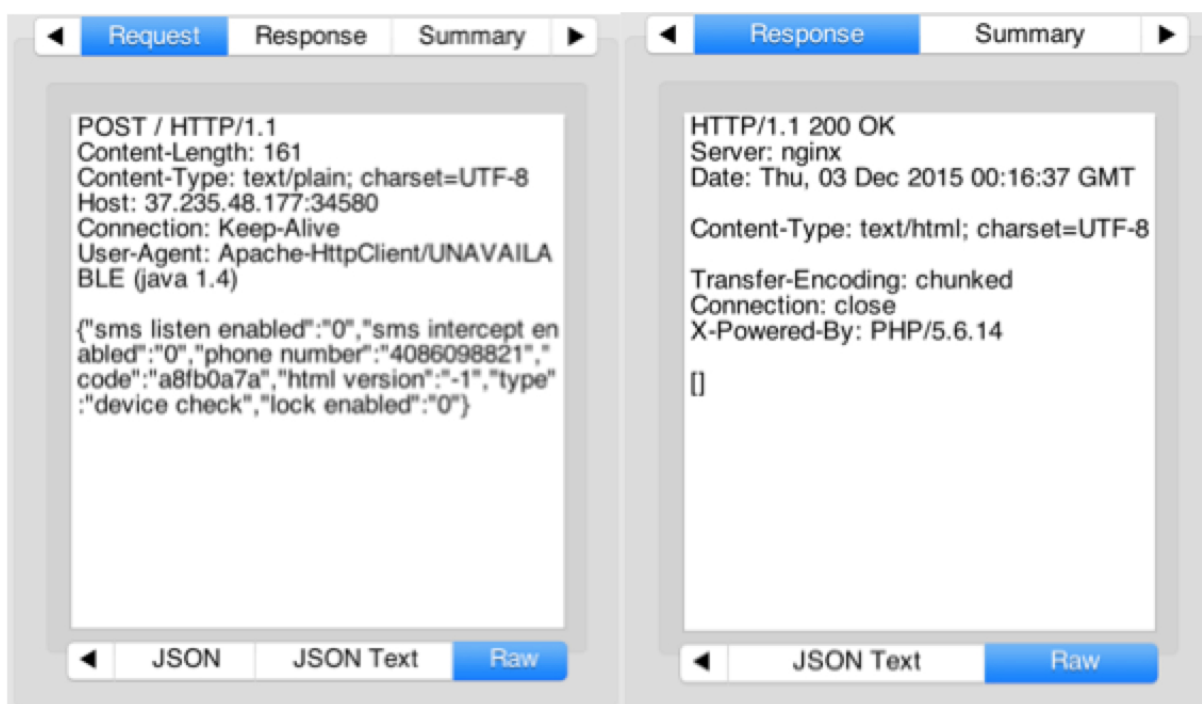 Request Response Summary
POST / HTTP/1.1
Content-Length: 161
Content-Type: text/plain; charset=UTF-8
Host: 37.235.48.177:34580
Connection: Keep-Alive
User-Agent: Apache-HttpClient/UNAVAILA
BLE (java 1.4)
{"sms listen enabled":"0","sms intercept en
abled":"0","phone number":"4086098821","
code":"a8fb0a7a","html version":"-1","type"
:"device check","lock enabled":"0"}
JSON JSON Text Raw
Response Summary
HTTP/1.1 200 OK
Server: nginx
Date: Thu, 03 Dec 2015 00:16:37 GMT
Content-Type: text/html; charset=UTF-8
Transfer-Encoding: chunked
Connection: close
X-Powered-By: PHP/5.6.14
[]
JSON Text Raw